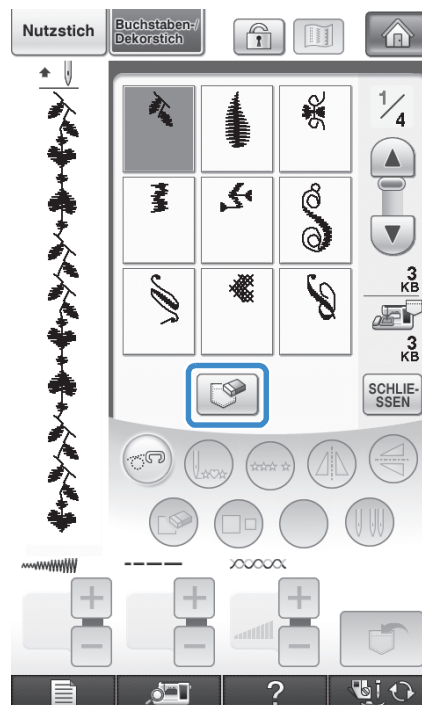 Nutzstich
Buchstaben-/
Dekorstich
1/4
3
KB
3
KB
SCHLIE-
SSEN
?